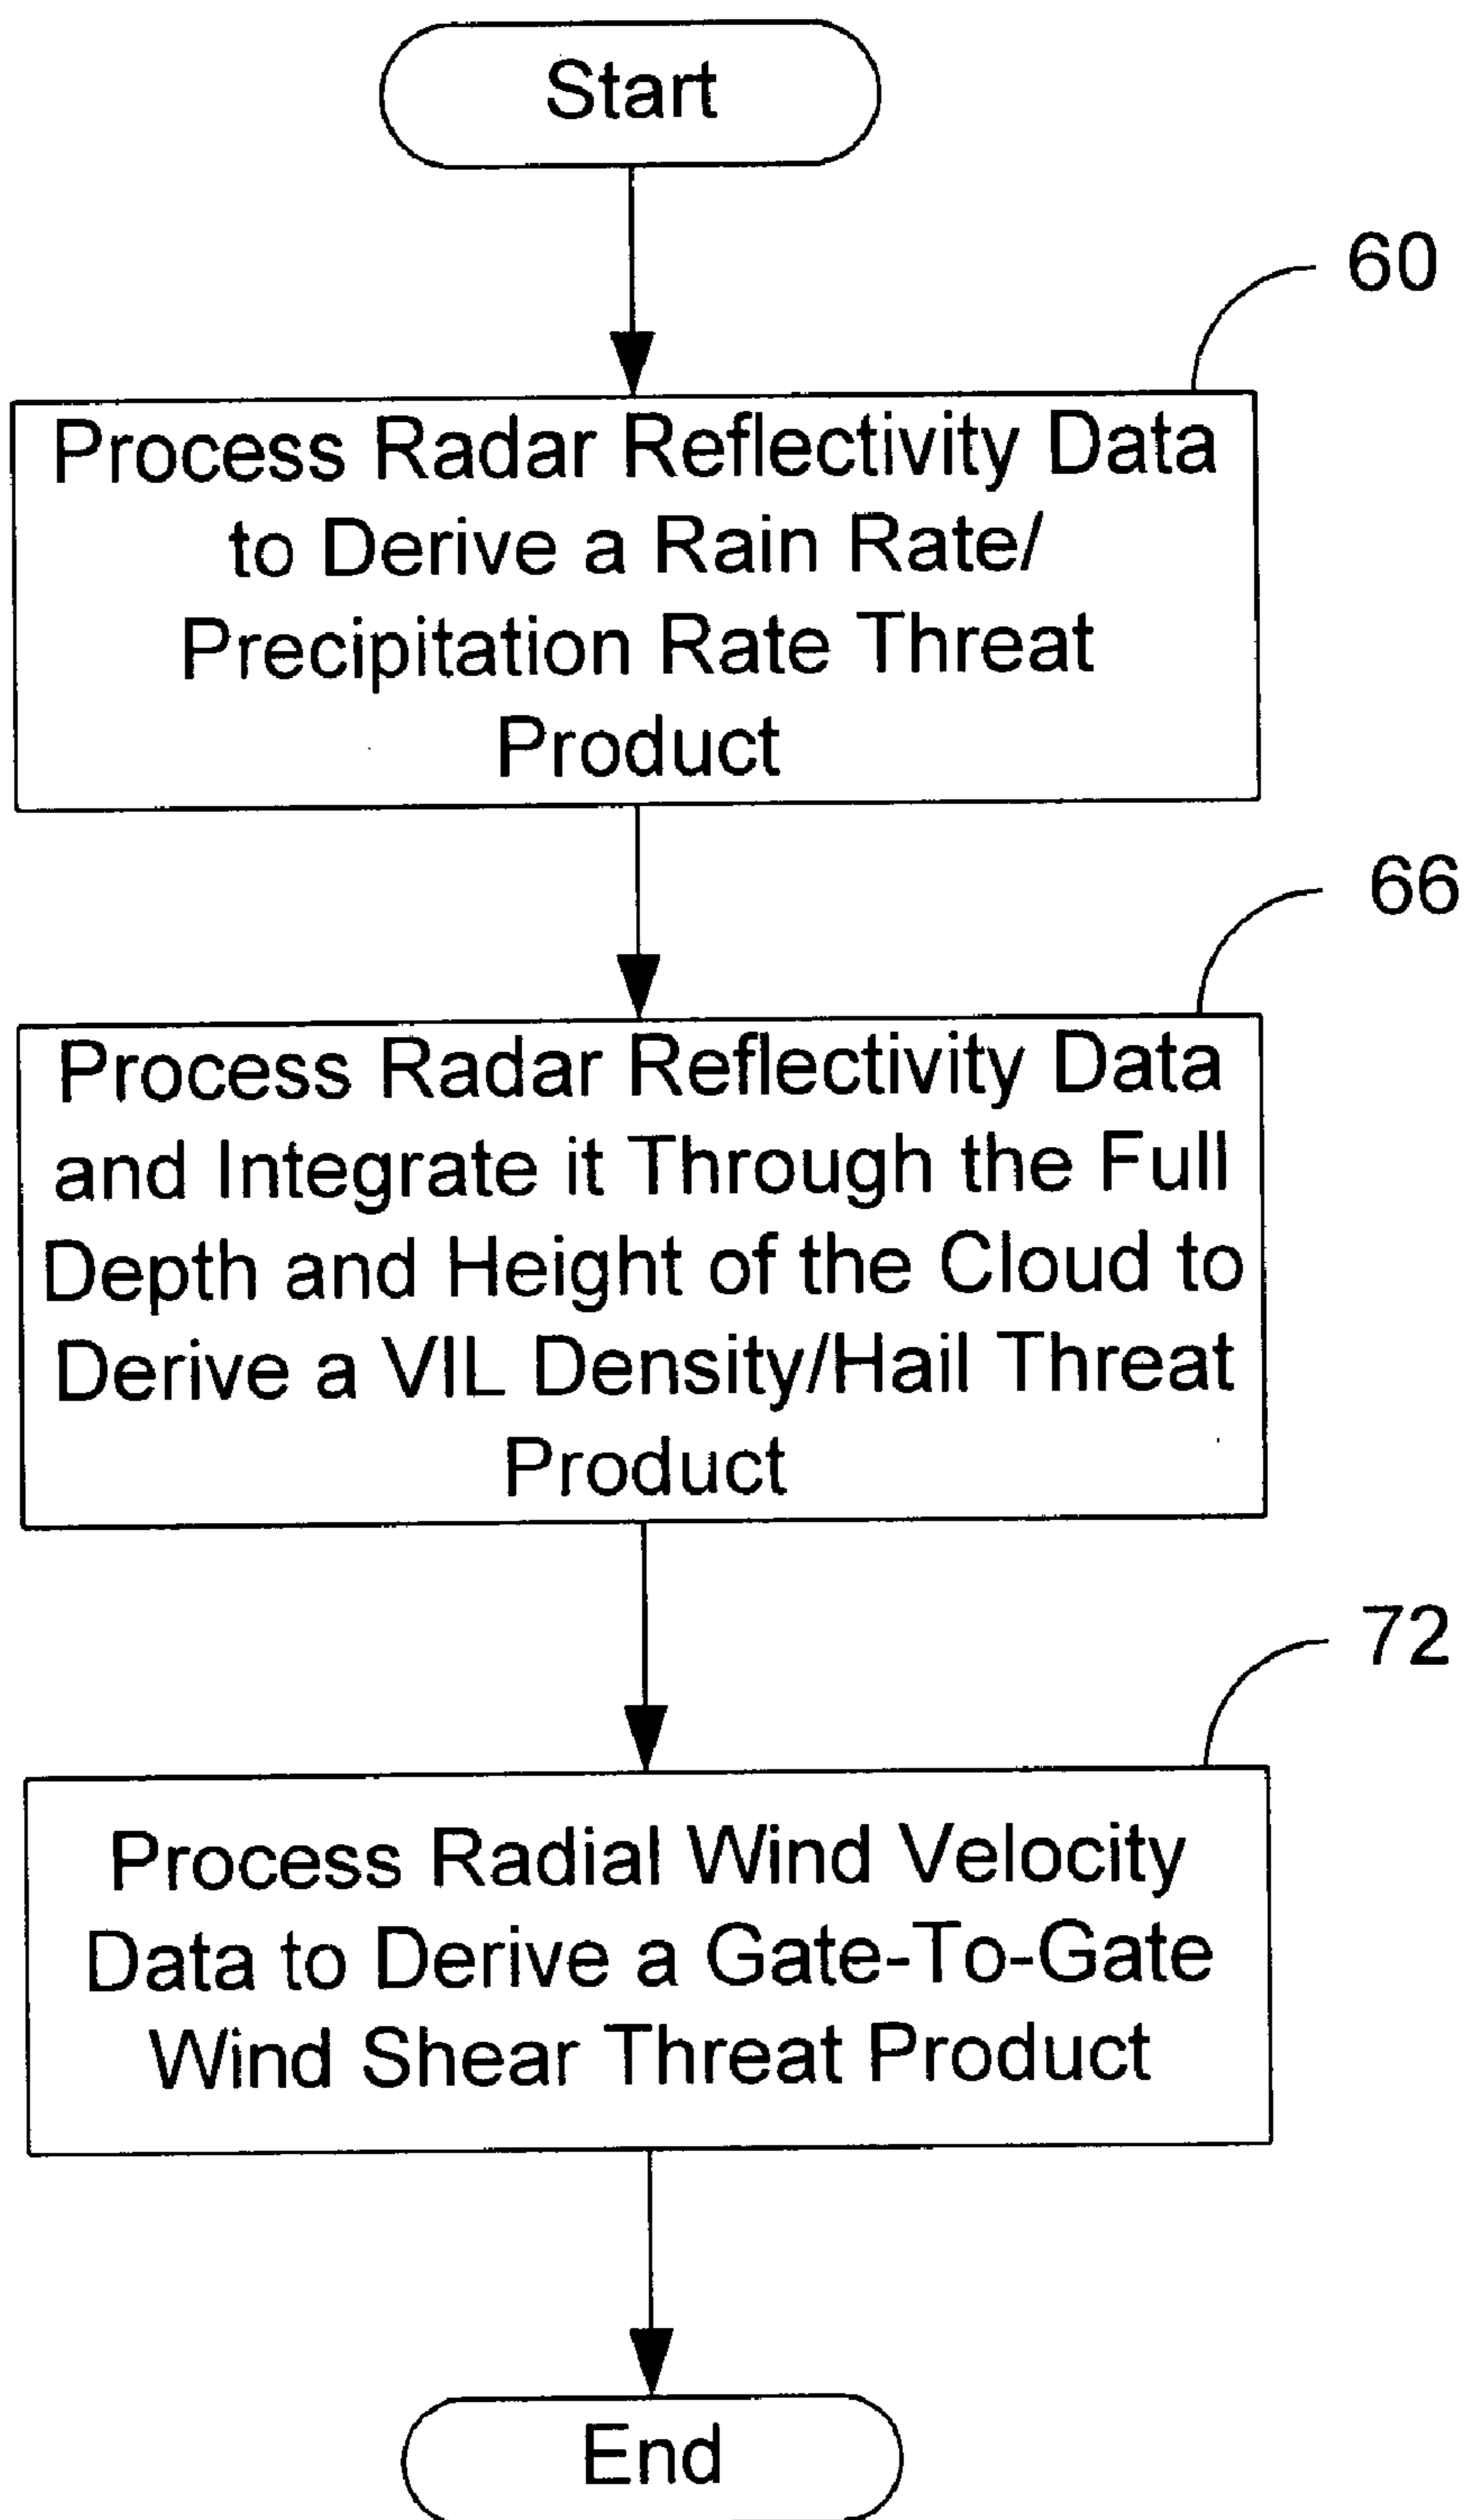 Start
60
Process Radar Reflectivity Data
to Derive a Rain Rate/
Precipitation Rate Threat
Product
66
Process Radar Reflectivity Data
and Integrate it Through the Full
Depth and Height of the Cloud to
Derive a VIL Density/Hail Threat
Product
72
Process Radial Wind Velocity
Data to Derive a Gate-To-Gate
Wind Shear Threat Product
End